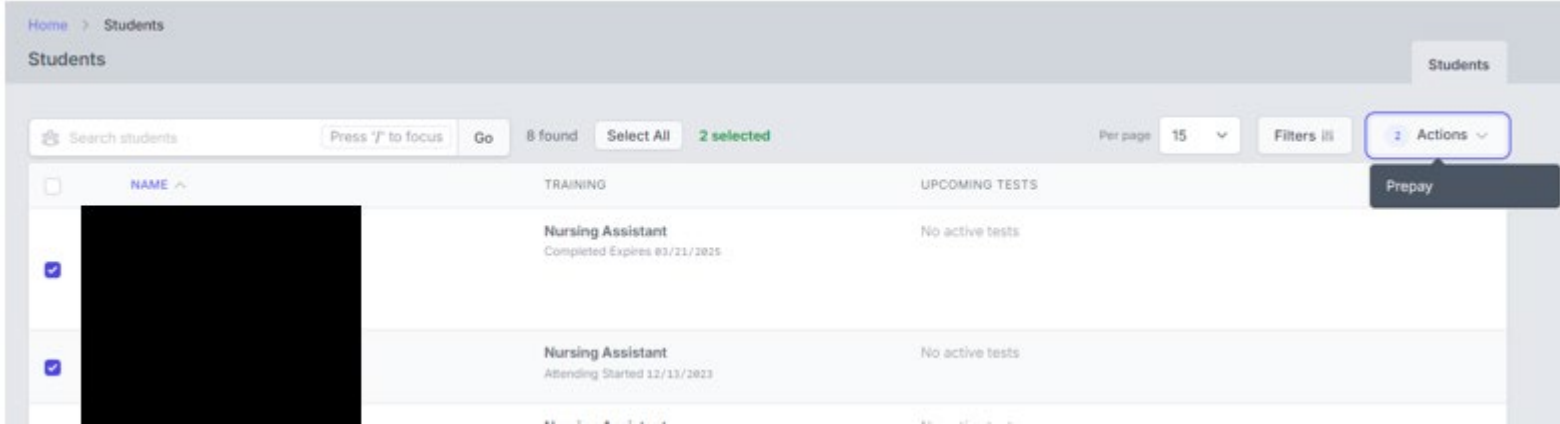 Home > Students
Students
Students
Search students Press '/' to focus Go 8 found Select All 2 selected Per page 15 Filters 2 Actions
Prepay
NAME TRAINING UPCOMING TESTS
Nursing Assistant No active tests
Completed Expires 03/21/2025
Nursing Assistant No active tests
Attending Started 12/13/2023